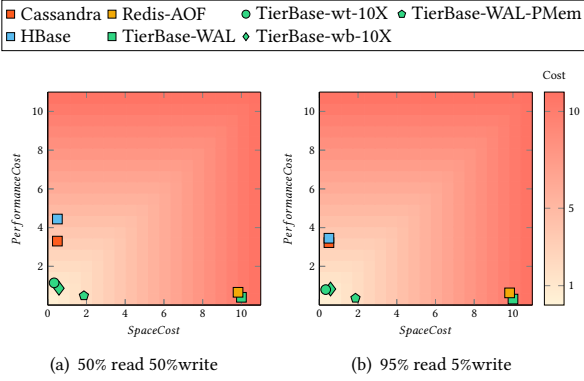 Cassandra Redis-AOF TierBase-wt-10X TierBase-WAL-PMem
HBase TierBase-WAL TierBase-wb-10X
Cost
10
8
6
4
2
0 2 4 6 8 10
PerformanceCost
SpaceCost
10
8
6
4
2
0 2 4 6 8 10
PerformanceCost
SpaceCost
10
5
1
(a) 50% read 50%write
(b) 95% read 5%write